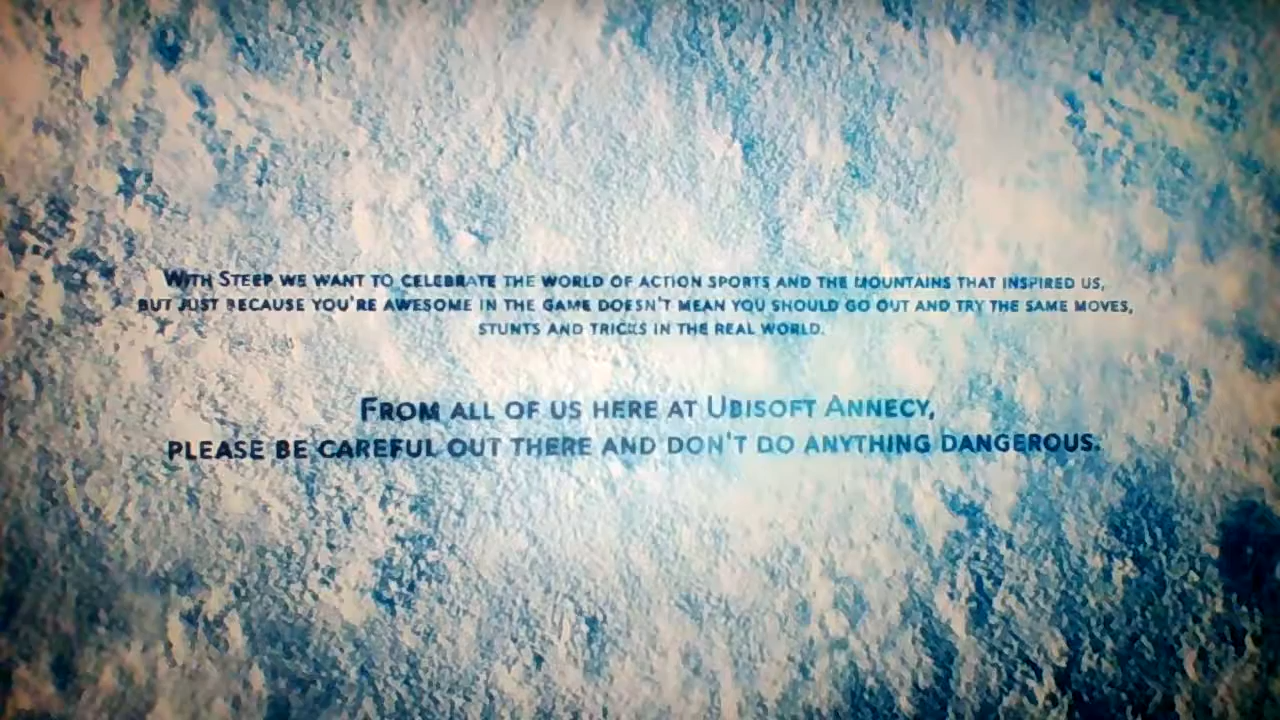 With Steep we want to celebrate the world of action sports and the mountains that inspired us,
but just because you're awesome in the game doesn't mean you should go out and try the same moves,
stunts and tricks in the real world.
From all of us here at Ubisoft Annecy,
please be careful out there and don't do anything dangerous.